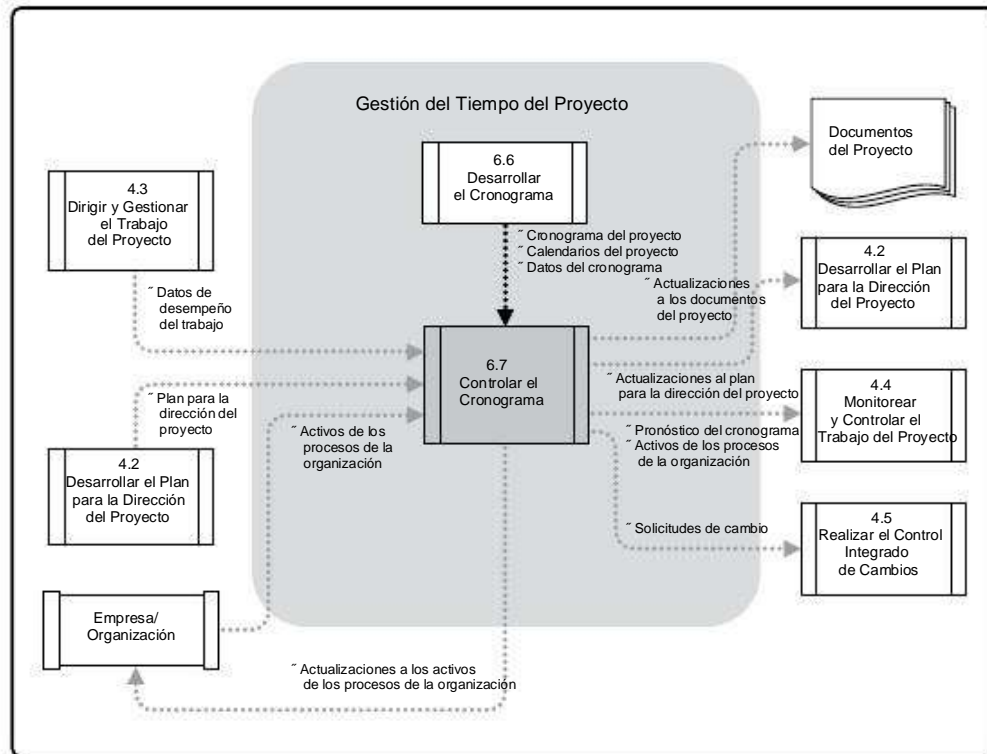 Gestión del Tiempo del Proyecto
6.6
Desarrollar
el Cronograma
4.3
Dirigir y Gestionar
el Trabajo
del Proyecto
Documentos
del Proyecto
˝ Cronograma del proyecto
˝ Calendarios del proyecto
˝ Datos del cronograma
˝ Datos de
desempeño
del trabajo
˝ Actualizaciones
a los documentos
del proyecto
4.2
Desarrollar el Plan
para la Dirección
del Proyecto
6.7
Controlar el
Cronograma
˝ Plan para la
dirección del
proyecto
˝ Activos de los
procesos de la
organización
˝ Actualizaciones al plan
para la dirección del proyecto
˝ Pronóstico del cronograma
˝ Activos de los procesos
de la organización
4.4
Monitorear
y Controlar el
Trabajo del Proyecto
4.2
Desarrollar el Plan
para la Dirección
del Proyecto
˝ Solicitudes de cambio
4.5
Realizar el Control
Integrado
de Cambios
Empresa/
Organización
˝ Actualizaciones a los activos
de los procesos de la organización